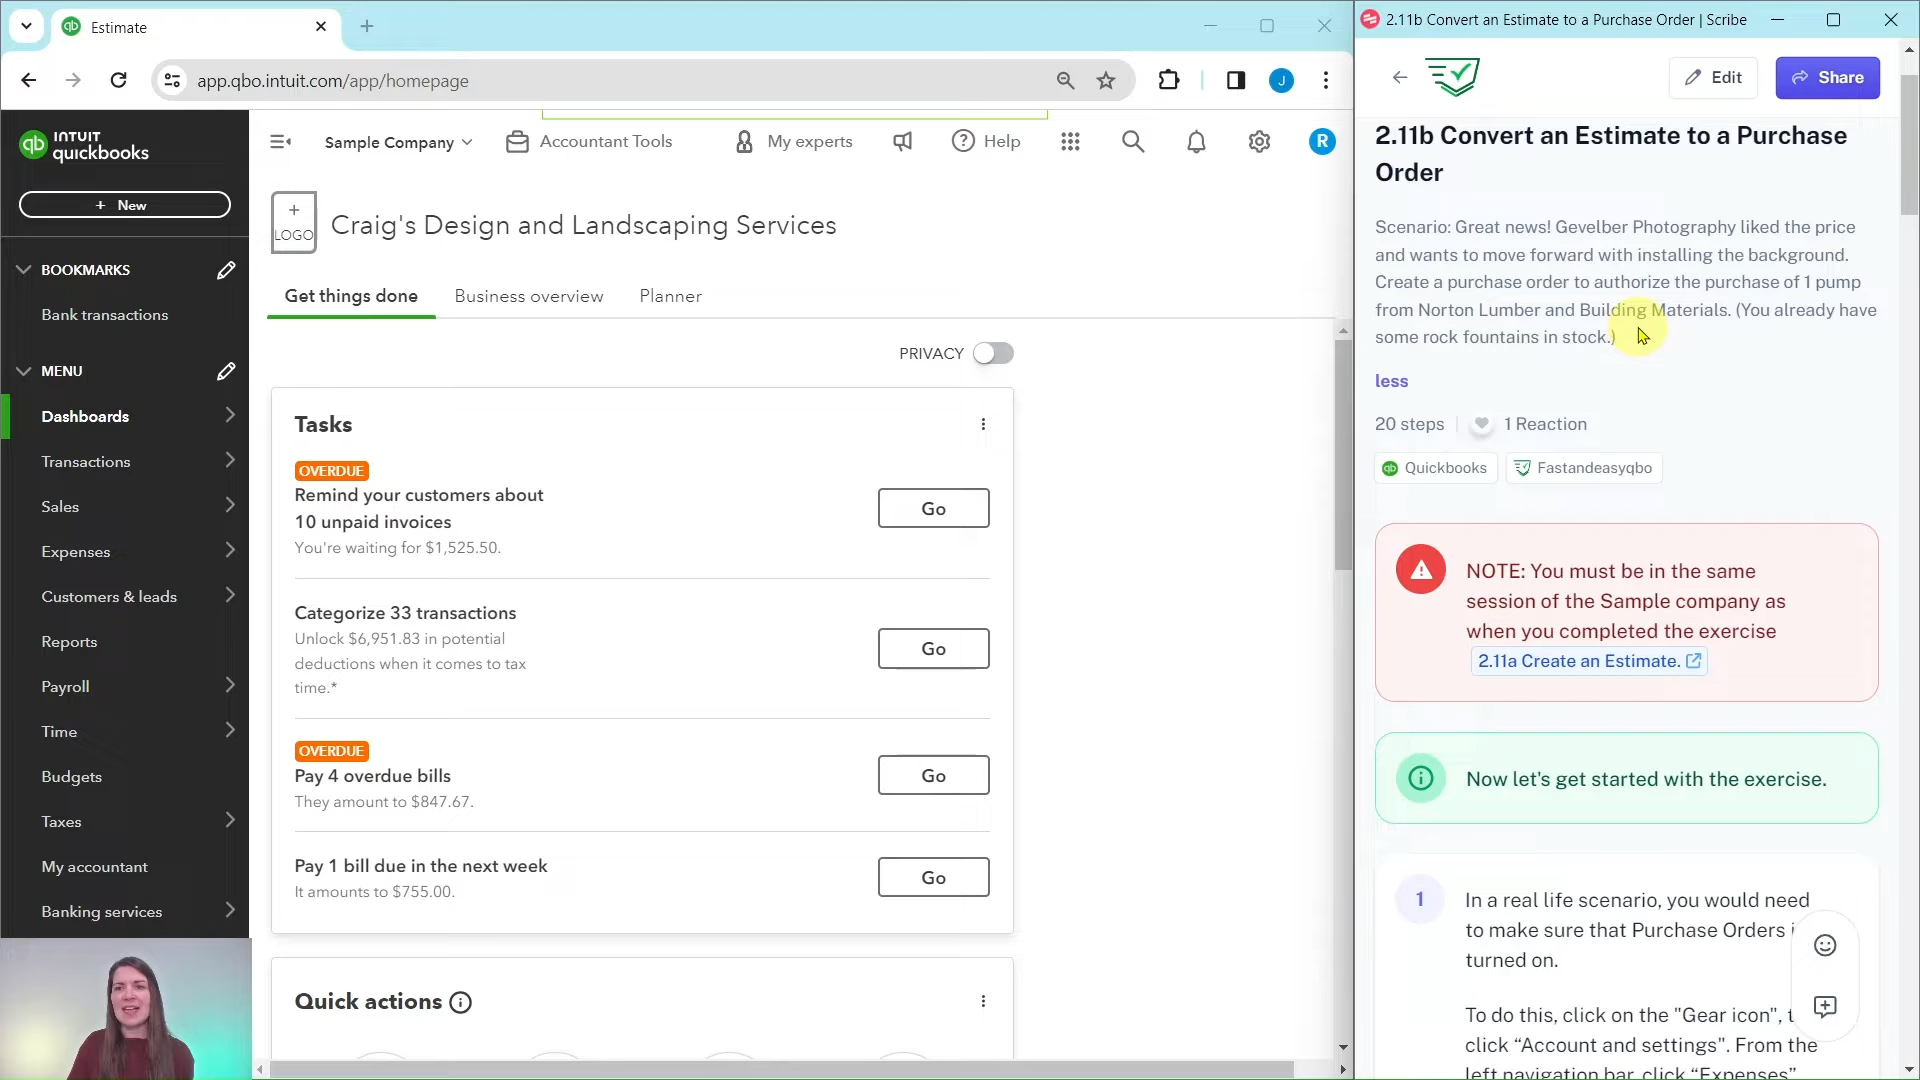 Estimate
2.11b Convert an Estimate to a Purchase Order | Scribe
app.qbo.intuit.com/app/homepage
J
Edit
Share
INTUIT
quickbooks
Sample Company
Accountant Tools
My experts
Help
R
2.11b Convert an Estimate to a Purchase
Order
+ New
+
LOGO
Craig's Design and Landscaping Services
Scenario: Great news! Gevelber Photography liked the price
and wants to move forward with installing the background.
Create a purchase order to authorize the purchase of 1 pump
from Norton Lumber and Building Materials. (You already have
some rock fountains in stock.)
less
20 steps
1 Reaction
Quickbooks
Fastandeasyqbo
BOOKMARKS
Bank transactions
MENU
Dashboards
Transactions
Sales
Expenses
Customers & leads
Reports
Payroll
Time
Budgets
Taxes
My accountant
Banking services
Get things done
Business overview
Planner
PRIVACY
Tasks
OVERDUE
Remind your customers about
10 unpaid invoices
You're waiting for $1,525.50.
Go
Categorize 33 transactions
Unlock $6,951.83 in potential
deductions when it comes to tax
time.*
Go
OVERDUE
Pay 4 overdue bills
They amount to $847.67.
Go
Pay 1 bill due in the next week
It amounts to $755.00.
Go
Quick actions
NOTE: You must be in the same
session of the Sample company as
when you completed the exercise
2.11a Create an Estimate.
Now let's get started with the exercise.
1
In a real life scenario, you would need
to make sure that Purchase Orders
turned on.
To do this, click on the "Gear icon",
click “Account and settings". From the
left navigation bar, click “Expenses”